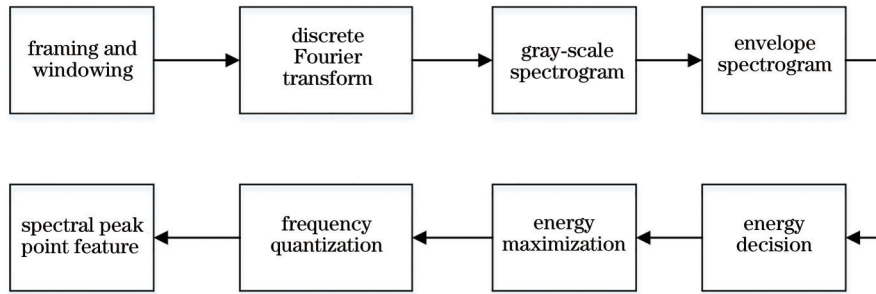 framing and
windowing
discrete
Fourier
transform
gray-scale
spectrogram
envelope
spectrogram
spectral peak
point feature
frequency
quantization
energy
maximization
energy
decision